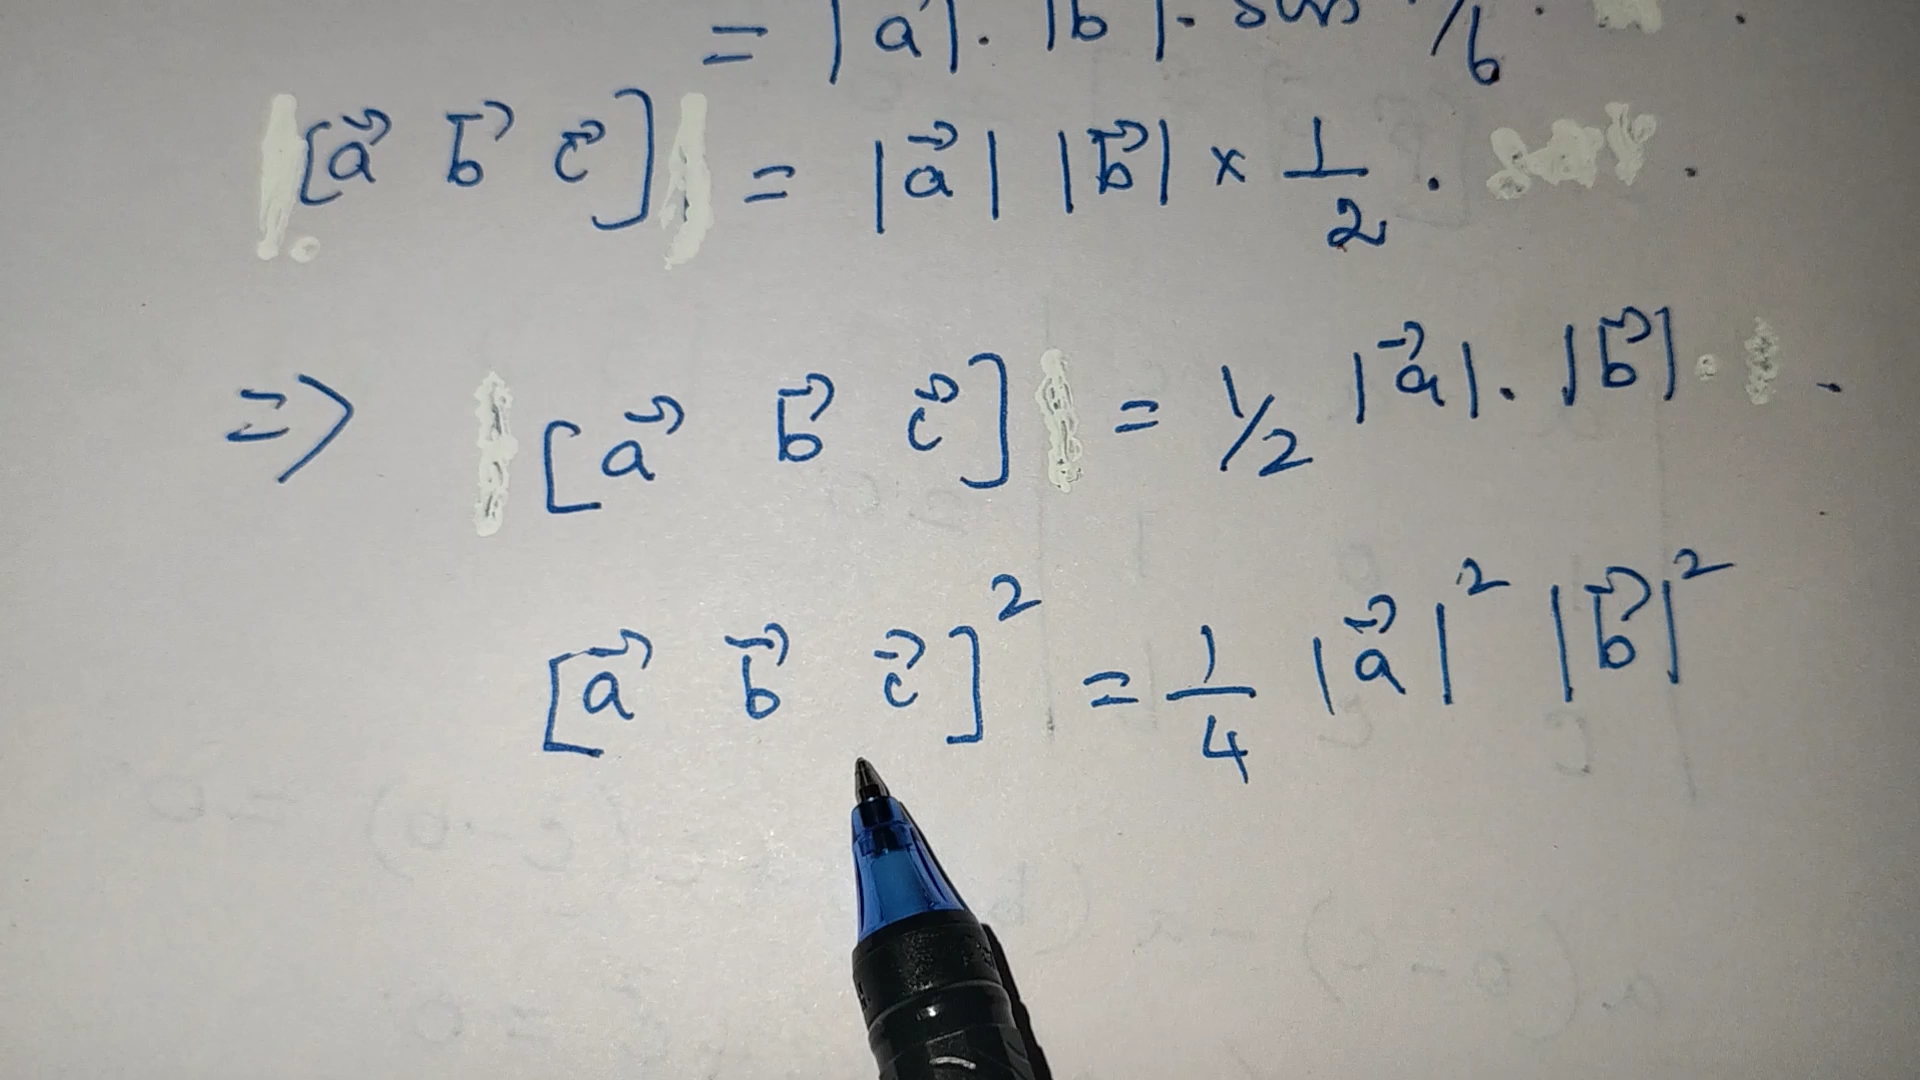 = |a⃗|. |b⃗|. sin π/6 .
[a⃗ b⃗ c⃗] = |a⃗| |b⃗| × 1/2 .
=> [a⃗ b⃗ c⃗] = 1/2 |a⃗|. |b⃗|
[a⃗ b⃗ c⃗]² = 1/4 |a⃗|² |b⃗|²